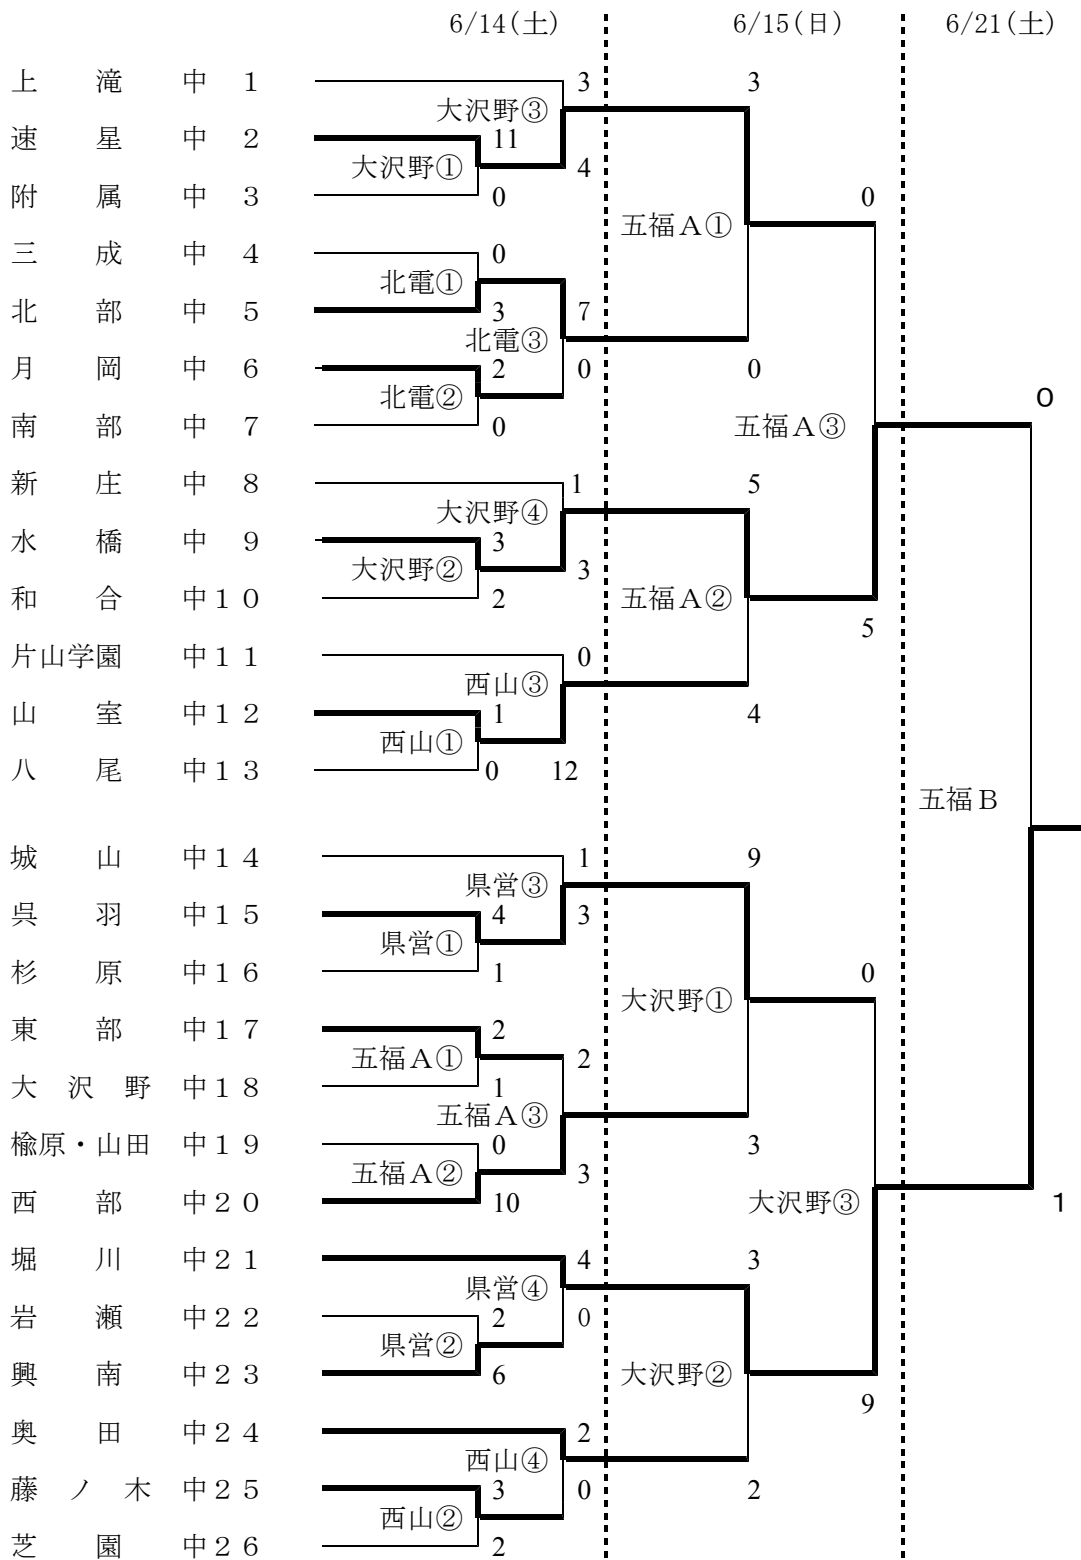 6/14(土) 6/15(日) 6/21(土)
上滝中 1 3 3
大沢野③
速星中 2 11
大沢野① 4
附属中 3 0 0
五福A①
三成中 4 0
北電①
北部中 5 3 7
北電③
月岡中 6 2 0 0
北電② 0
南部中 7 0 五福A③
新庄中 8 1 5
大沢野④
水橋中 9 3
大沢野② 3
和合中10 2 五福A②
5
片山学園中11 0
西山③
山室中12 1 4
西山①
八尾中13 0 12
五福B
城山中14 1 9
県営③
呉羽中15 4 3
県営①
杉原中16 1 0
大沢野①
東部中17 2
五福A① 2
大沢野中18 1
五福A③
楡原・山田中19 0 3
五福A② 3
西部中20 10 大沢野③ 1
堀川中21 4 3
県営④
岩瀬中22 2 0
県営②
興南中23 6 大沢野②
9
奥田中24 2
西山④
藤ノ木中25 3 0 2
西山②
芝園中26 2